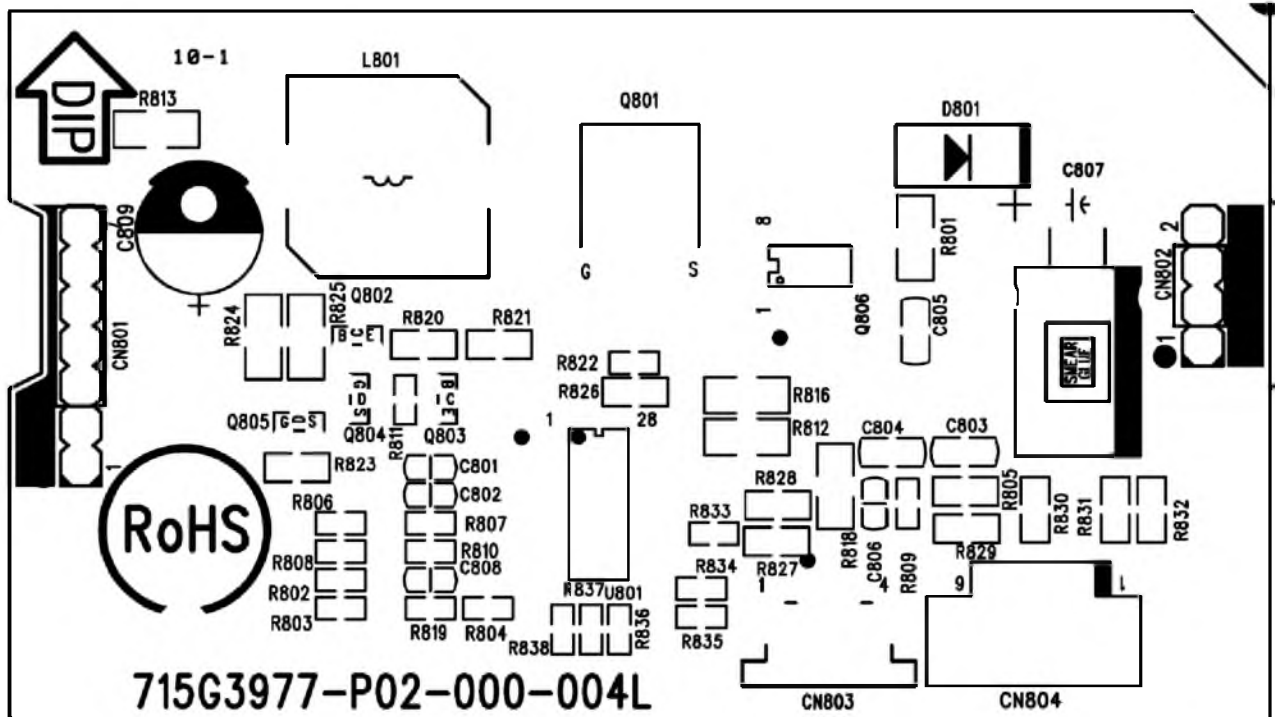 10-1
L801
DIP
R813
Q801
D801
C807
C809
8
R801
2
CN802
G
S
Q802
R824
R825
B C E
R820
R821
1
Q806
C805
1
CN801
R822
R826
SMEAR
GLUE
G D S
B C E
R816
Q805
G D S
Q804
R811
Q803
1
28
R812
C804
C803
R823
C801
C802
1
R806
R828
R805
R830
R831
R832
RoHS
R807
R833
R818
C806
R809
R829
R808
R810
R827
C808
R834
1
4
6
1
R802
R837
U801
R803
R819
R804
R838
R836
R835
715G3977-P02-000-004L
CN803
CN804